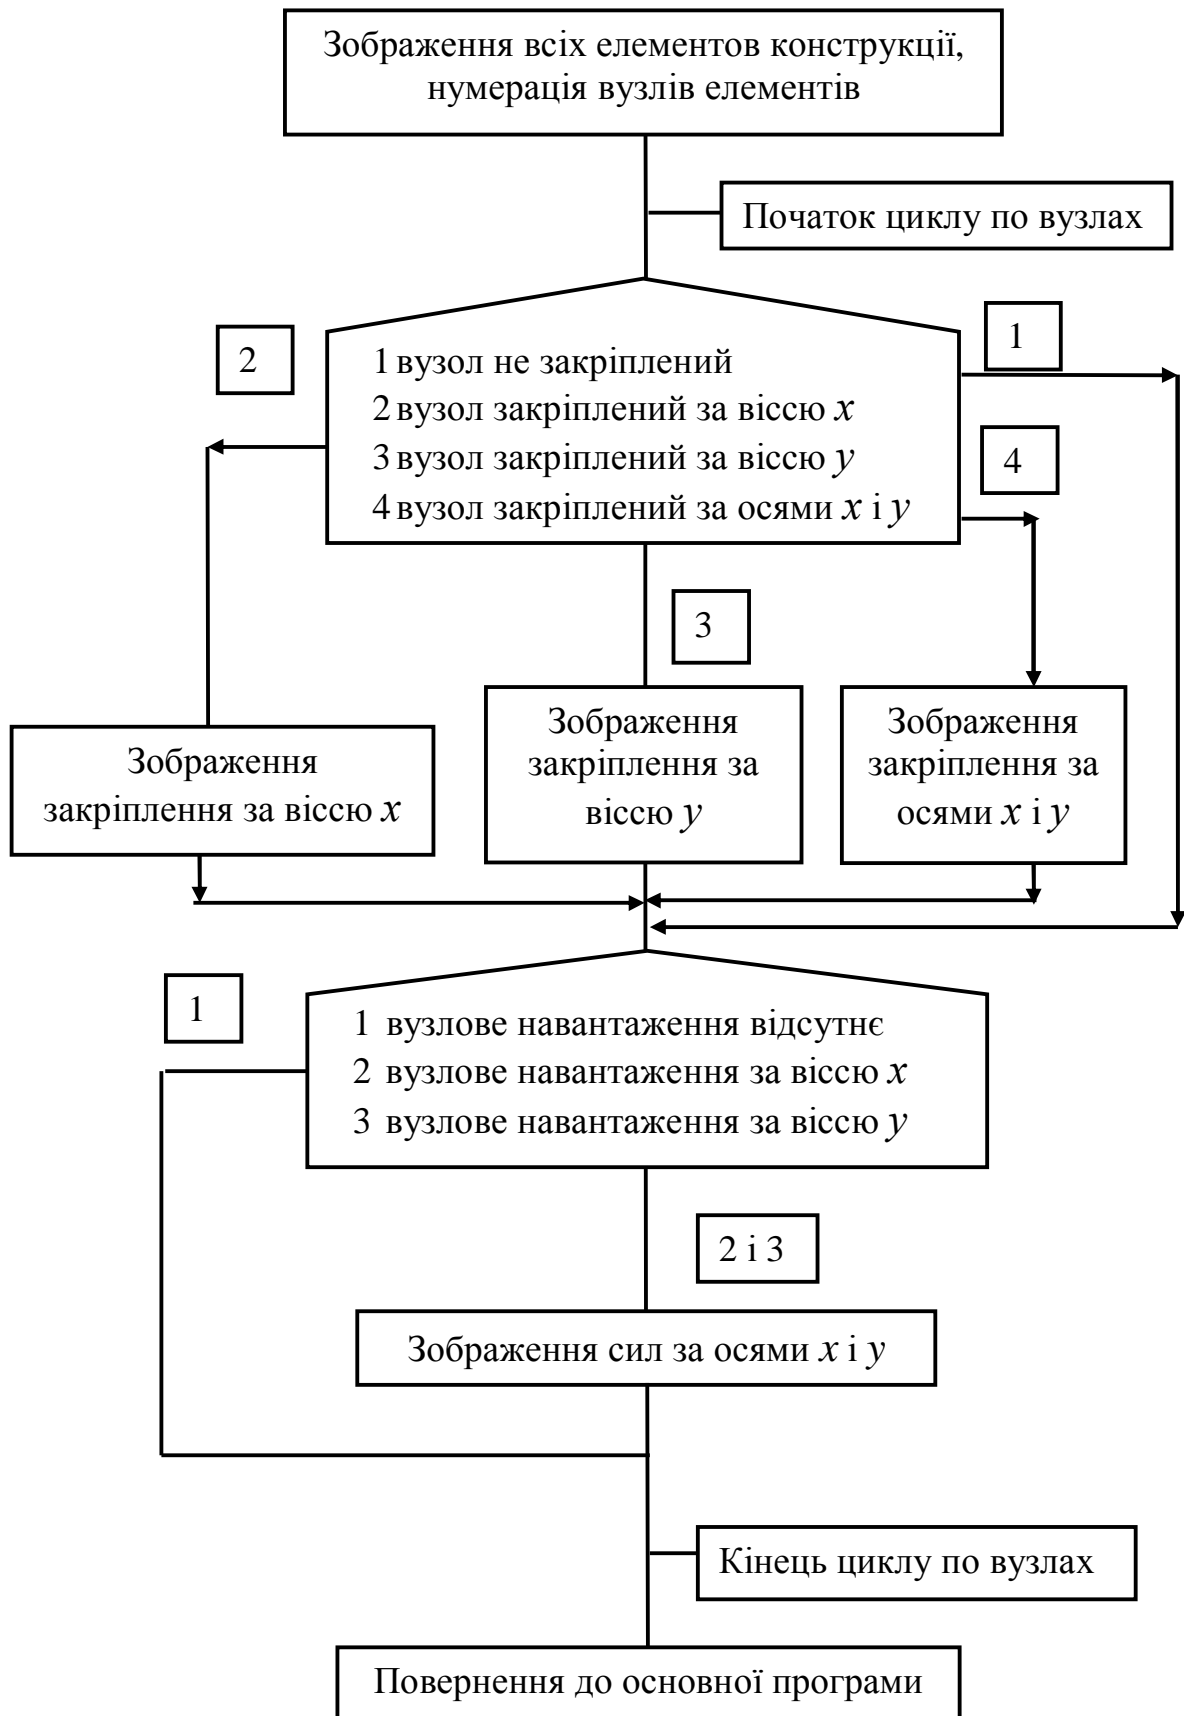 Зображення всіх елементов конструкції,
нумерація вузлів елементів
Початок циклу по вузлах
2
1
1 вузол не закріплений
2 вузол закріплений за віссю x
3 вузол закріплений за віссю y
4 вузол закріплений за осями x і y
4
3
Зображення
закріплення за віссю x
Зображення
закріплення за
віссю y
Зображення
закріплення за
осями x і y
1
1 вузлове навантаження відсутнє
2 вузлове навантаження за віссю x
3 вузлове навантаження за віссю y
2 і 3
Зображення сил за осями x і y
Кінець циклу по вузлах
Повернення до основної програми